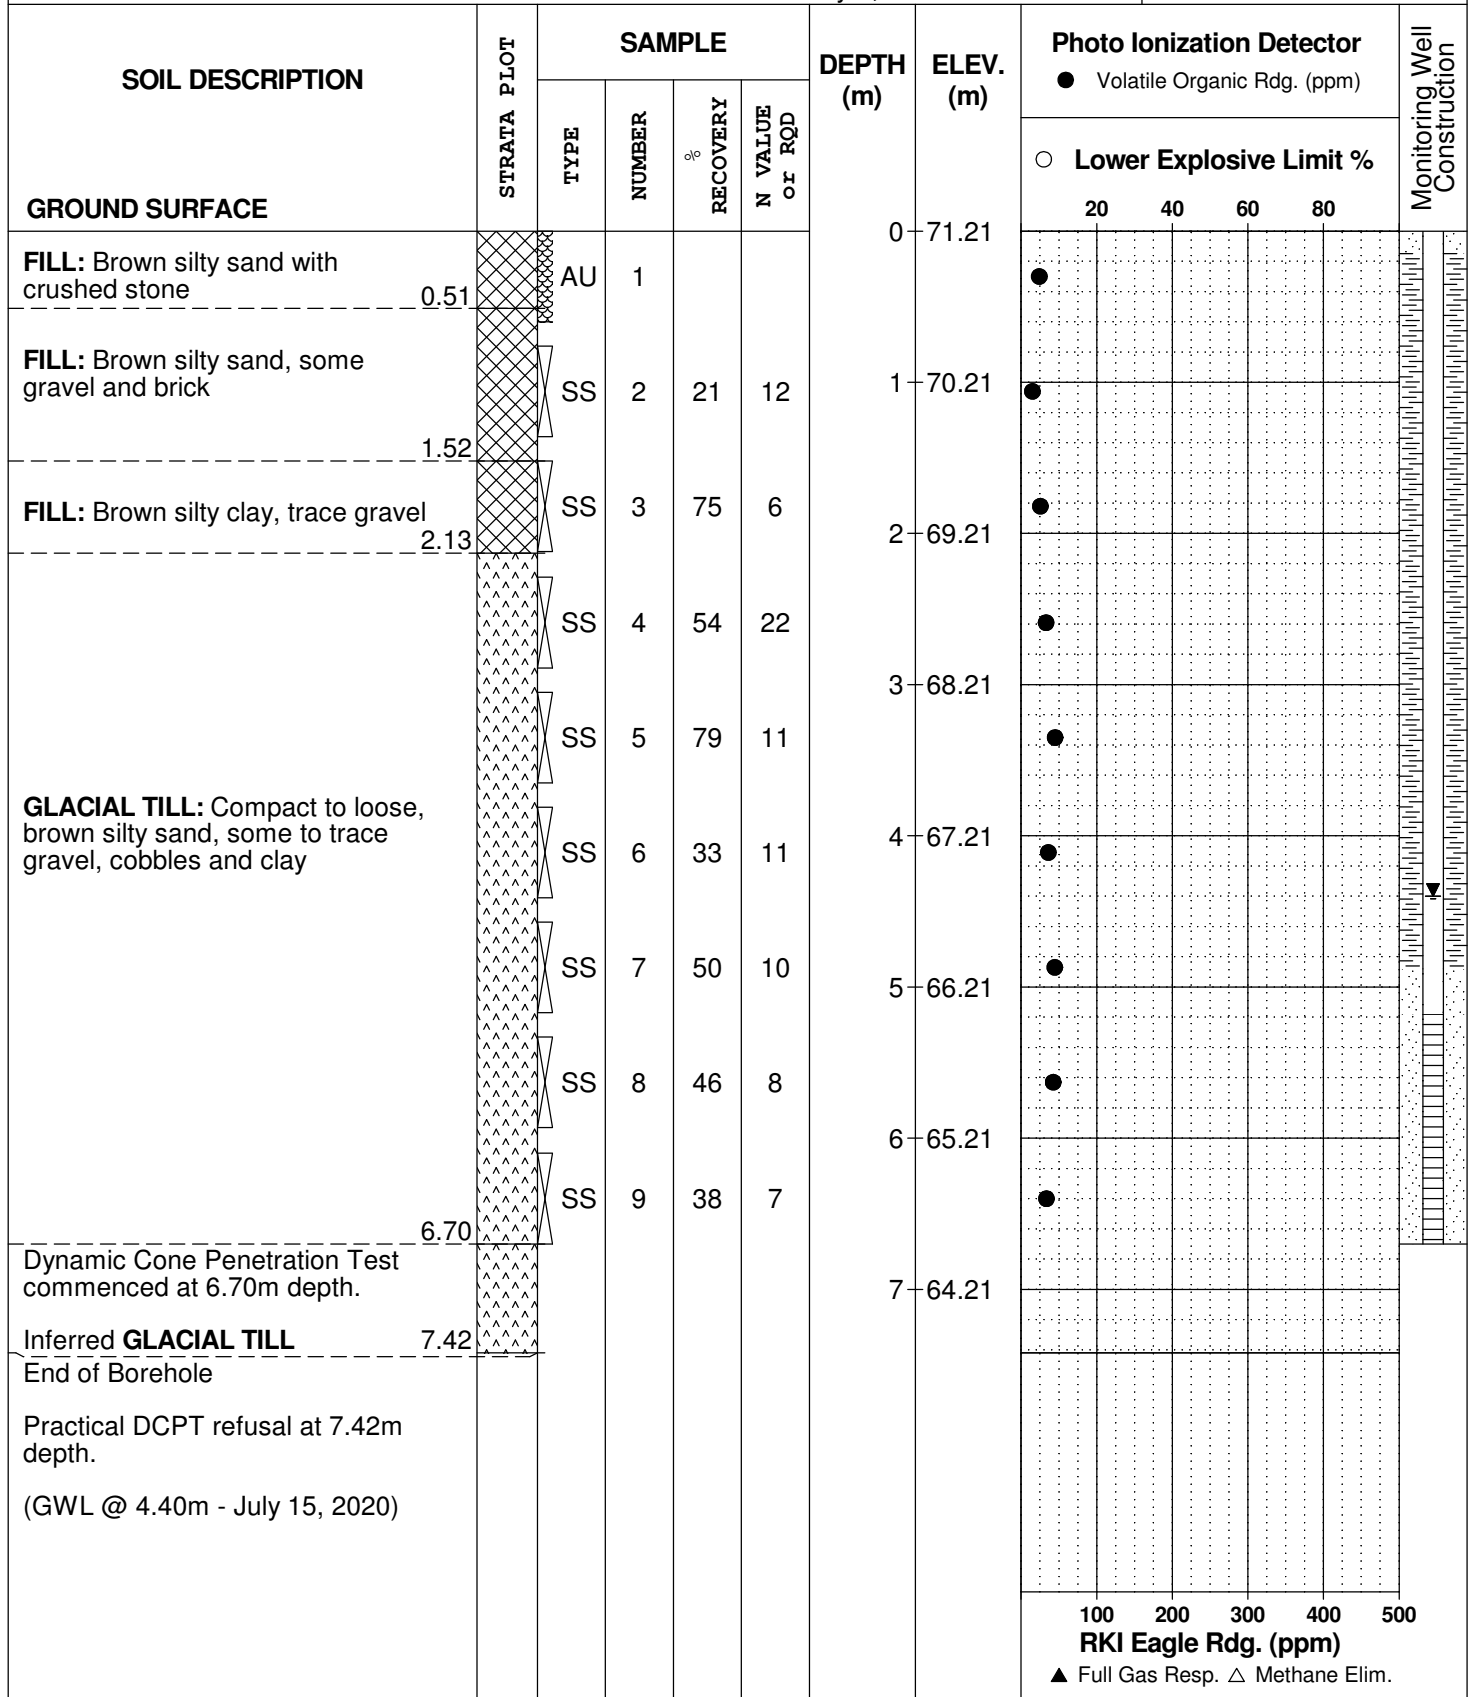 SOIL DESCRIPTION
GROUND SURFACE
STRATA PLOT
SAMPLE
TYPE
NUMBER
% RECOVERY
N VALUE
or RQD
DEPTH
(m)
ELEV.
(m)
Photo Ionization Detector
● Volatile Organic Rdg. (ppm)
○ Lower Explosive Limit %
20 40 60 80
Monitoring Well
Construction
0 71.21
FILL: Brown silty sand with
crushed stone 0.51
AU 1
FILL: Brown silty sand, some
gravel and brick
1.52
SS 2 21 12
1 70.21
FILL: Brown silty clay, trace gravel
2.13
SS 3 75 6
2 69.21
SS 4 54 22
3 68.21
SS 5 79 11
GLACIAL TILL: Compact to loose,
brown silty sand, some to trace
gravel, cobbles and clay
4 67.21
SS 6 33 11
SS 7 50 10
5 66.21
SS 8 46 8
6 65.21
SS 9 38 7
6.70
Dynamic Cone Penetration Test
commenced at 6.70m depth.
7 64.21
Inferred GLACIAL TILL 7.42
End of Borehole
Practical DCPT refusal at 7.42m
depth.
(GWL @ 4.40m - July 15, 2020)
100 200 300 400 500
RKI Eagle Rdg. (ppm)
▲ Full Gas Resp. △ Methane Elim.